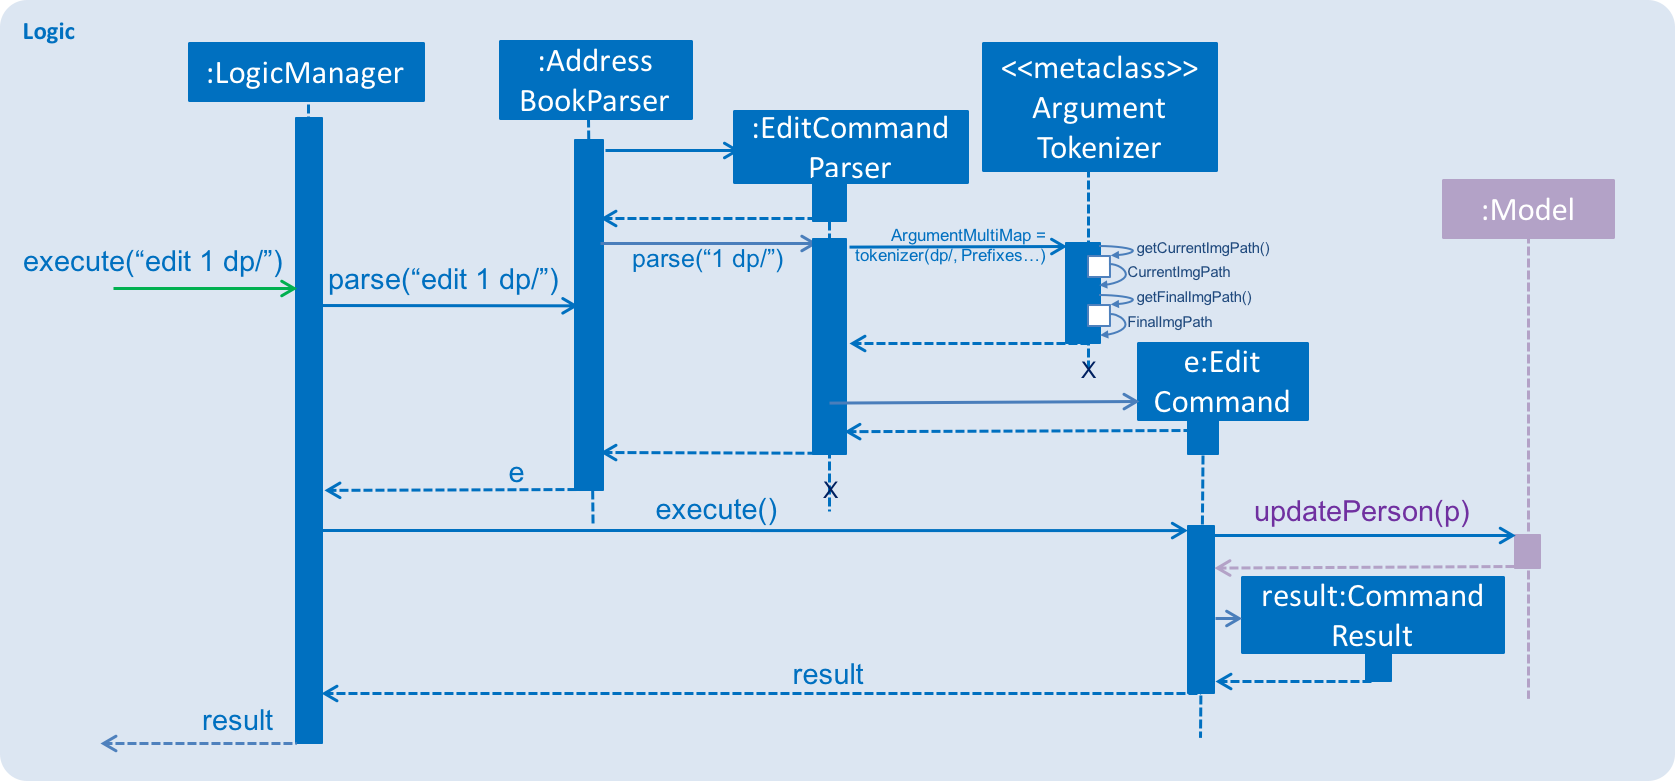 Logic
:LogicManager
:Address
BookParser
:EditCommand
Parser
<<metaclass>>
Argument
Tokenizer
:Model
execute(“edit 1 dp/”)
parse(“edit 1 dp/”)
parse(“1 dp/”)
ArgumentMultiMap =
tokenizer(dp/, Prefixes…)
getCurrentImgPath()
CurrentImgPath
getFinalImgPath()
FinalImgPath
X
e:Edit
Command
e
X
execute()
updatePerson(p)
result:Command
Result
result
result